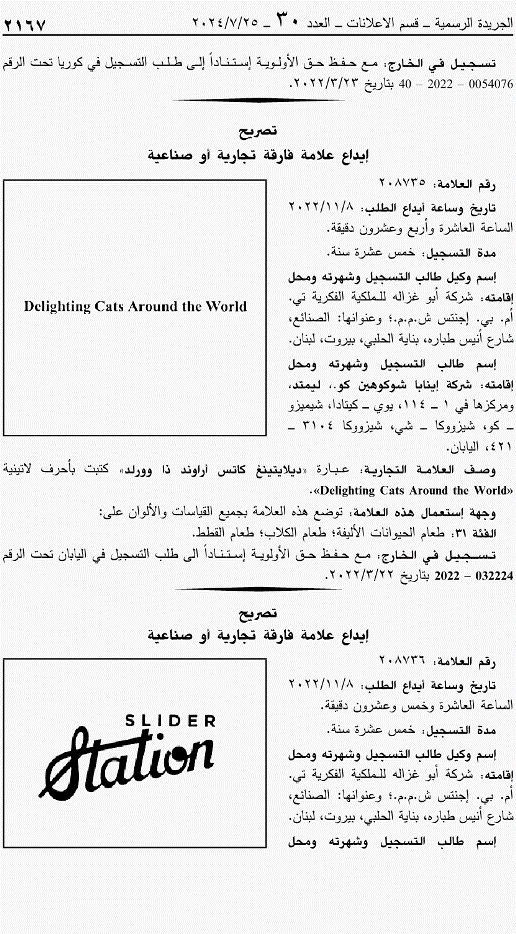 الجريدة الرسمية ـ قسم الاعلانات ـ العدد ٣٠ ـ ٢٠٢٤/٧/٢٥
٢١٦٧
تسجيل في الخارج: مع حفظ حق الأولوية إستناداً إلى طلب التسجيل في كوريا تحت الرقم
0054076 – 2022 – 40 بتاريخ ٢٠٢٢/٣/٢٣.
تصريح
إيداع علامة فارقة تجارية أو صناعية
رقم العلامة: ٢٠٨٧٣٥
تاريخ وساعة أيداع الطلب: ٢٠٢٢/١١/٨
الساعة العاشرة وأربع وعشرون دقيقة.
مدة التسجيل: خمس عشرة سنة.
إسم وكيل طالب التسجيل وشهرته ومحل
إقامته: شركة أبو غزاله للملكية الفكرية تي.
أم. بي. إجنتس ش.م.م.؛ وعنوانها: الصنائع،
شارع أنيس طباره، بناية الحلبي، بيروت، لبنان.
إسم طالب التسجيل وشهرته ومحل
إقامته: شركة إينابا شوكوهين كو.، ليمتد،
ومركزها في ١ ـ ١١٤، يوي ـ كيتادا، شيميزو
ـ كو، شيزووكا ـ شي، شيزووكا ٣١٠٤ ـ
٤٢١، اليابان.
Delighting Cats Around the World
وصف العلامة التجارية: عبارة «ديلايتينغ كاتس أراوند ذا وورلد» كتبت بأحرف لاتينية
«Delighting Cats Around the World».
وجهة إستعمال هذه العلامة: توضع هذه العلامة بجميع القياسات والألوان على:
الفئة ٣١: طعام الحيوانات الأليفة؛ طعام الكلاب؛ طعام القطط.
تسجيل في الخارج: مع حفظ حق الأولوية إستناداً الى طلب التسجيل في اليابان تحت الرقم
032224 – 2022 بتاريخ ٢٠٢٢/٣/٢٢.
تصريح
إيداع علامة فارقة تجارية أو صناعية
رقم العلامة: ٢٠٨٧٣٦
تاريخ وساعة أيداع الطلب: ٢٠٢٢/١١/٨
الساعة العاشرة وخمس وعشرون دقيقة.
مدة التسجيل: خمس عشرة سنة.
إسم وكيل طالب التسجيل وشهرته ومحل
إقامته: شركة أبو غزاله للملكية الفكرية تي.
أم. بي. إجنتس ش.م.م.؛ وعنوانها: الصنائع،
شارع أنيس طباره، بناية الحلبي، بيروت، لبنان.
إسم طالب التسجيل وشهرته ومحل
SLIDER
Station